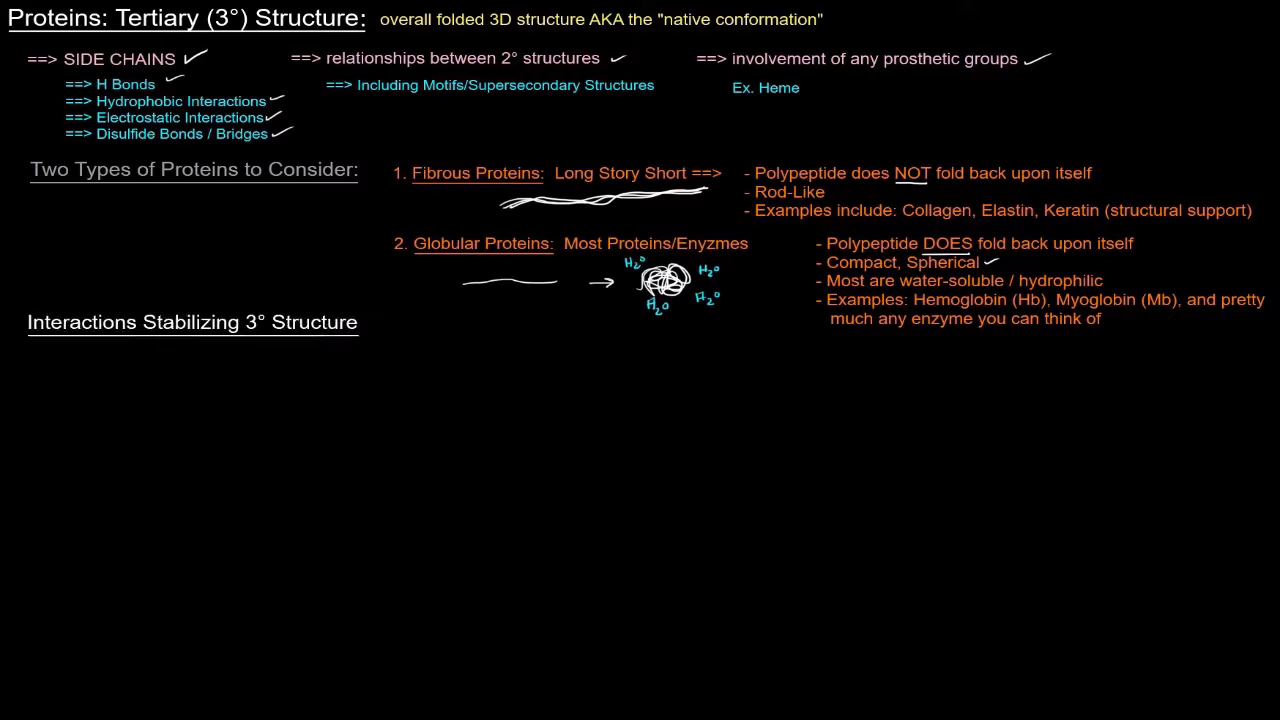 Proteins: Tertiary (3°) Structure: overall folded 3D structure AKA the "native conformation"
==> SIDE CHAINS ==> relationships between 2° structures ==> involvement of any prosthetic groups
==> H Bonds ==> Including Motifs/Supersecondary Structures Ex. Heme
==> Hydrophobic Interactions
==> Electrostatic Interactions
==> Disulfide Bonds / Bridges
Two Types of Proteins to Consider: 1. Fibrous Proteins: Long Story Short ==> - Polypeptide does NOT fold back upon itself
- Rod-Like
- Examples include: Collagen, Elastin, Keratin (structural support)
2. Globular Proteins: Most Proteins/Enyzmes - Polypeptide DOES fold back upon itself
H₂O - Compact, Spherical
H₂O - Most are water-soluble / hydrophilic
H₂O H₂O - Examples: Hemoglobin (Hb), Myoglobin (Mb), and pretty
much any enzyme you can think of
Interactions Stabilizing 3° Structure